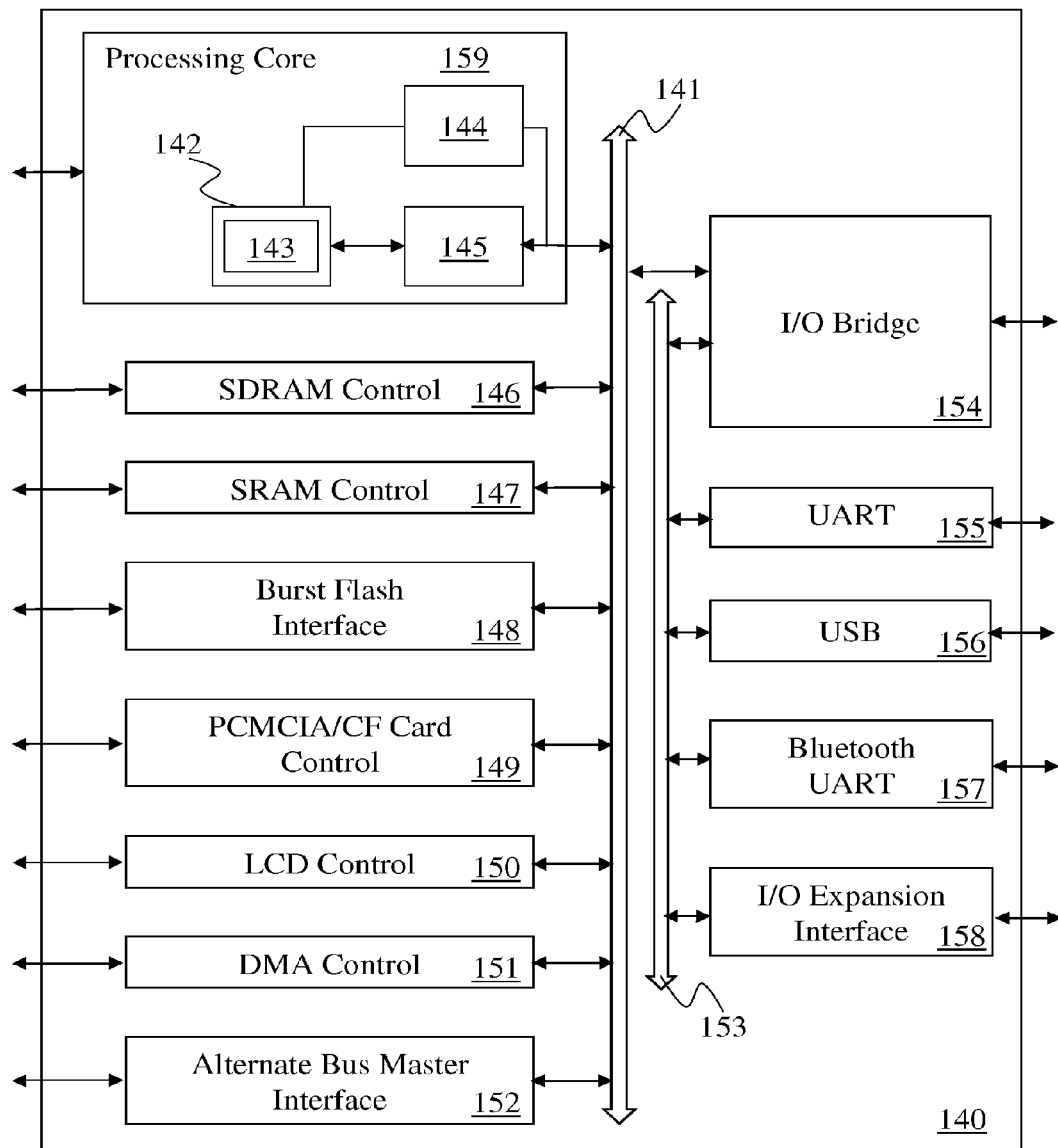 Processing Core
159
141
144
142
143
145
I/O Bridge
154
SDRAM Control
146
SRAM Control
147
UART
155
Burst Flash
Interface
148
USB
156
PCMCIA/CF Card
Control
149
Bluetooth
UART
157
LCD Control
150
I/O Expansion
Interface
158
DMA Control
151
153
Alternate Bus Master
Interface
152
140